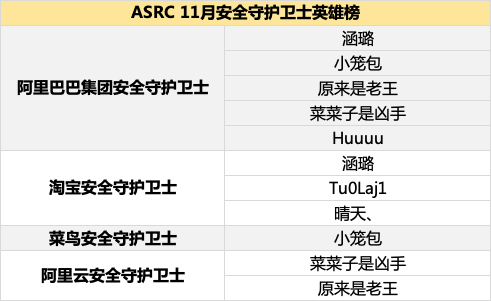 ASRC 11月安全守护卫士英雄榜
阿里巴巴集团安全守护卫士
涵璐
小笼包
原来是老王
菜菜子是凶手
Huuuu
淘宝安全守护卫士
涵璐
Tu0Laj1
晴天、
菜鸟安全守护卫士
小笼包
阿里云安全守护卫士
菜菜子是凶手
原来是老王